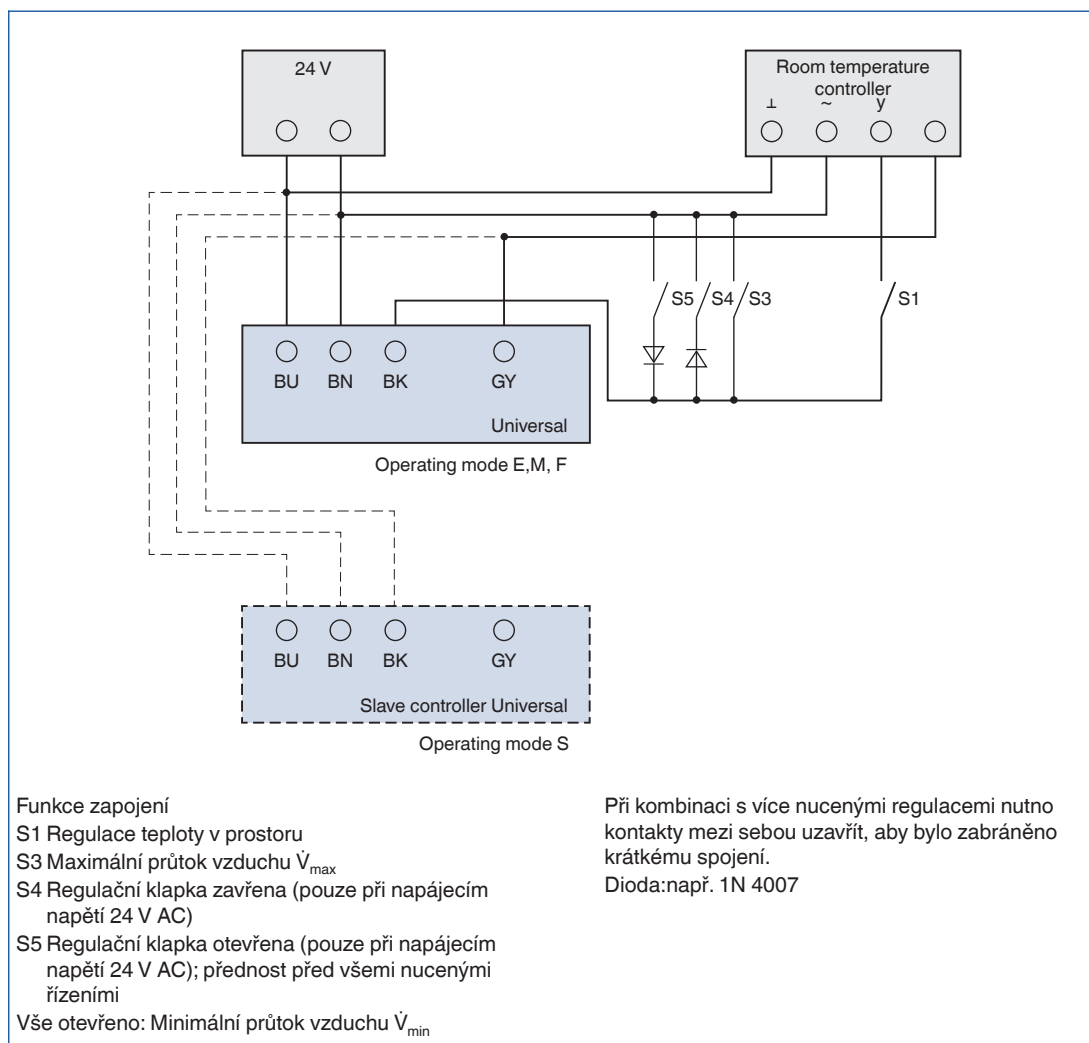 24 V
Room temperature
controller
⊥ ~ y
S5 S4 S3 S1
BU BN BK GY
Universal
Operating mode E,M, F
BU BN BK GY
Slave controller Universal
Operating mode S
Funkce zapojení
S1 Regulace teploty v prostoru
S3 Maximální průtok vzduchu V̇max
S4 Regulační klapka zavřena (pouze při napájecím
napětí 24 V AC)
S5 Regulační klapka otevřena (pouze při napájecím
napětí 24 V AC); přednost před všemi nucenými
řízeními
Vše otevřeno: Minimální průtok vzduchu V̇min
Při kombinaci s více nucenými regulacemi nutno
kontakty mezi sebou uzavřít, aby bylo zabráněno
krátkému spojení.
Dioda:např. 1N 4007